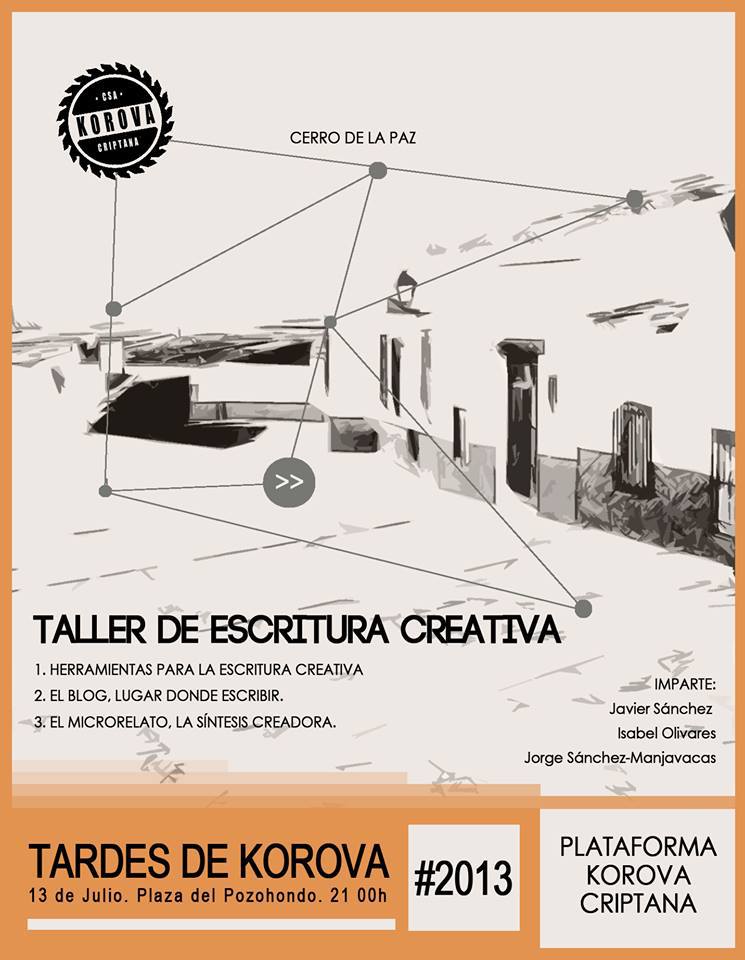 · CSA ·
KOROVA
CRIPTANA
CERRO DE LA PAZ
>>
TALLER DE ESCRITURA CREATIVA
1. HERRAMIENTAS PARA LA ESCRITURA CREATIVA
2. EL BLOG, LUGAR DONDE ESCRIBIR.
3. EL MICRORELATO, LA SÍNTESIS CREADORA.
IMPARTE:
Javier Sánchez
Isabel Olivares
Jorge Sánchez-Manjavacas
TARDES DE KOROVA
13 de Julio. Plaza del Pozohondo. 21 00h
#2013
PLATAFORMA
KOROVA
CRIPTANA